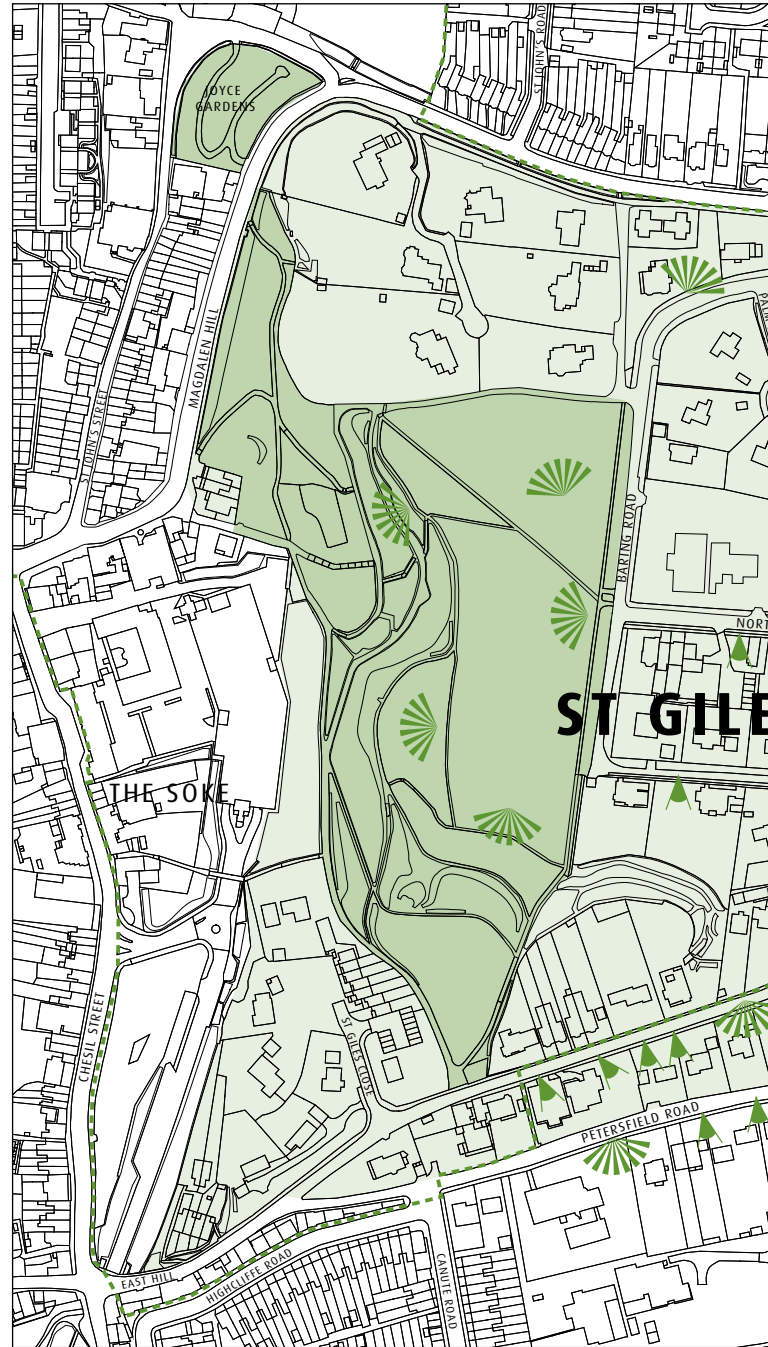 ST JOHN'S ROAD
JOYCE
GARDENS
PALM
MAGDALEN HILL
ST JOHN'S STREET
BARING ROAD
NORT
ST GILE
THE SOKE
CHESIL STREET
ST GILES CLOSE
PETERSFIELD ROAD
EAST HILL
HIGHCLIFFE ROAD
CANUTE ROAD